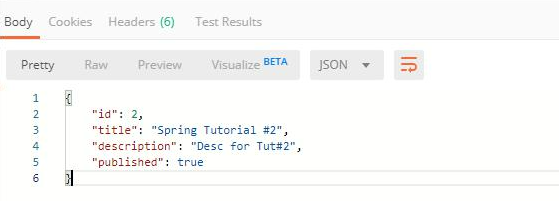 Body Cookies Headers (6) Test Results
Pretty Raw Preview Visualize BETA JSON
1 {
2 "id": 2,
3 "title": "Spring Tutorial #2",
4 "description": "Desc for Tut#2",
5 "published": true
6 }